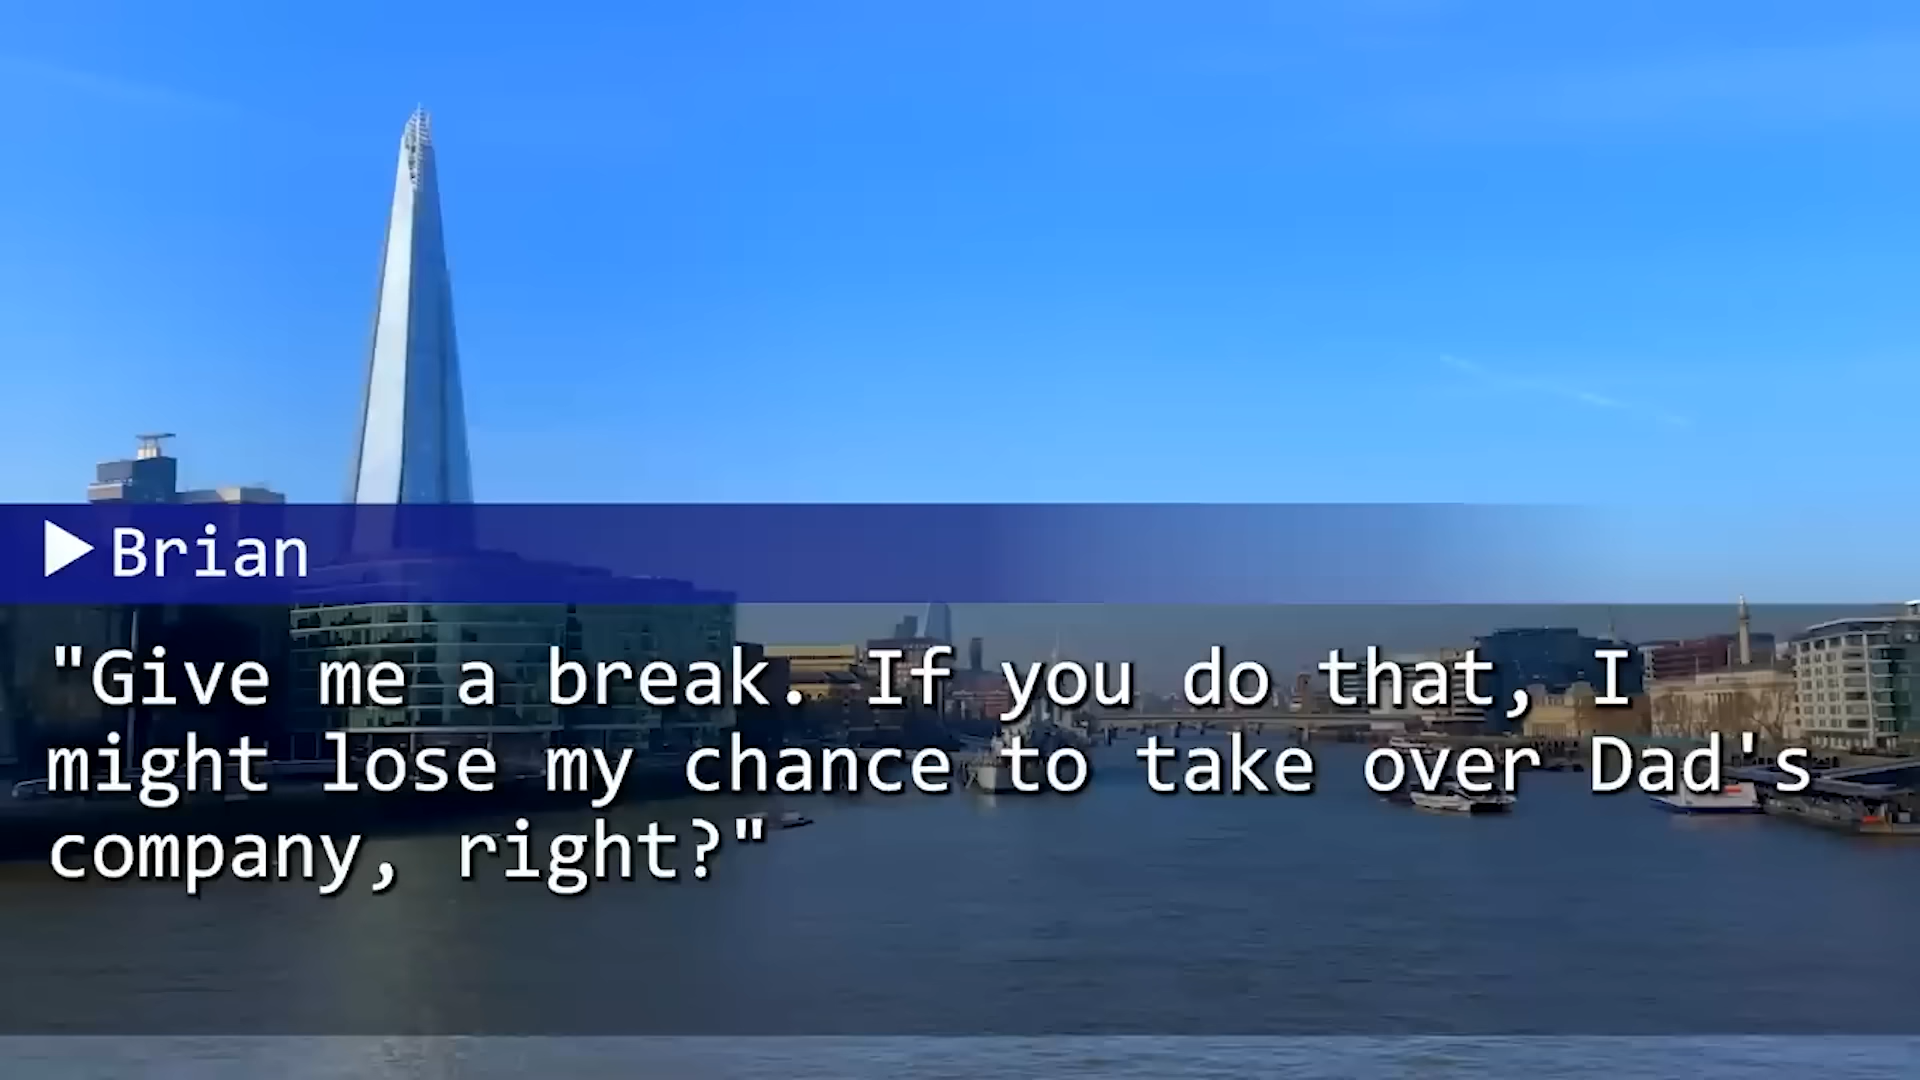 Brian
"Give me a break. If you do that, I
might lose my chance to take over Dad's
company, right?"